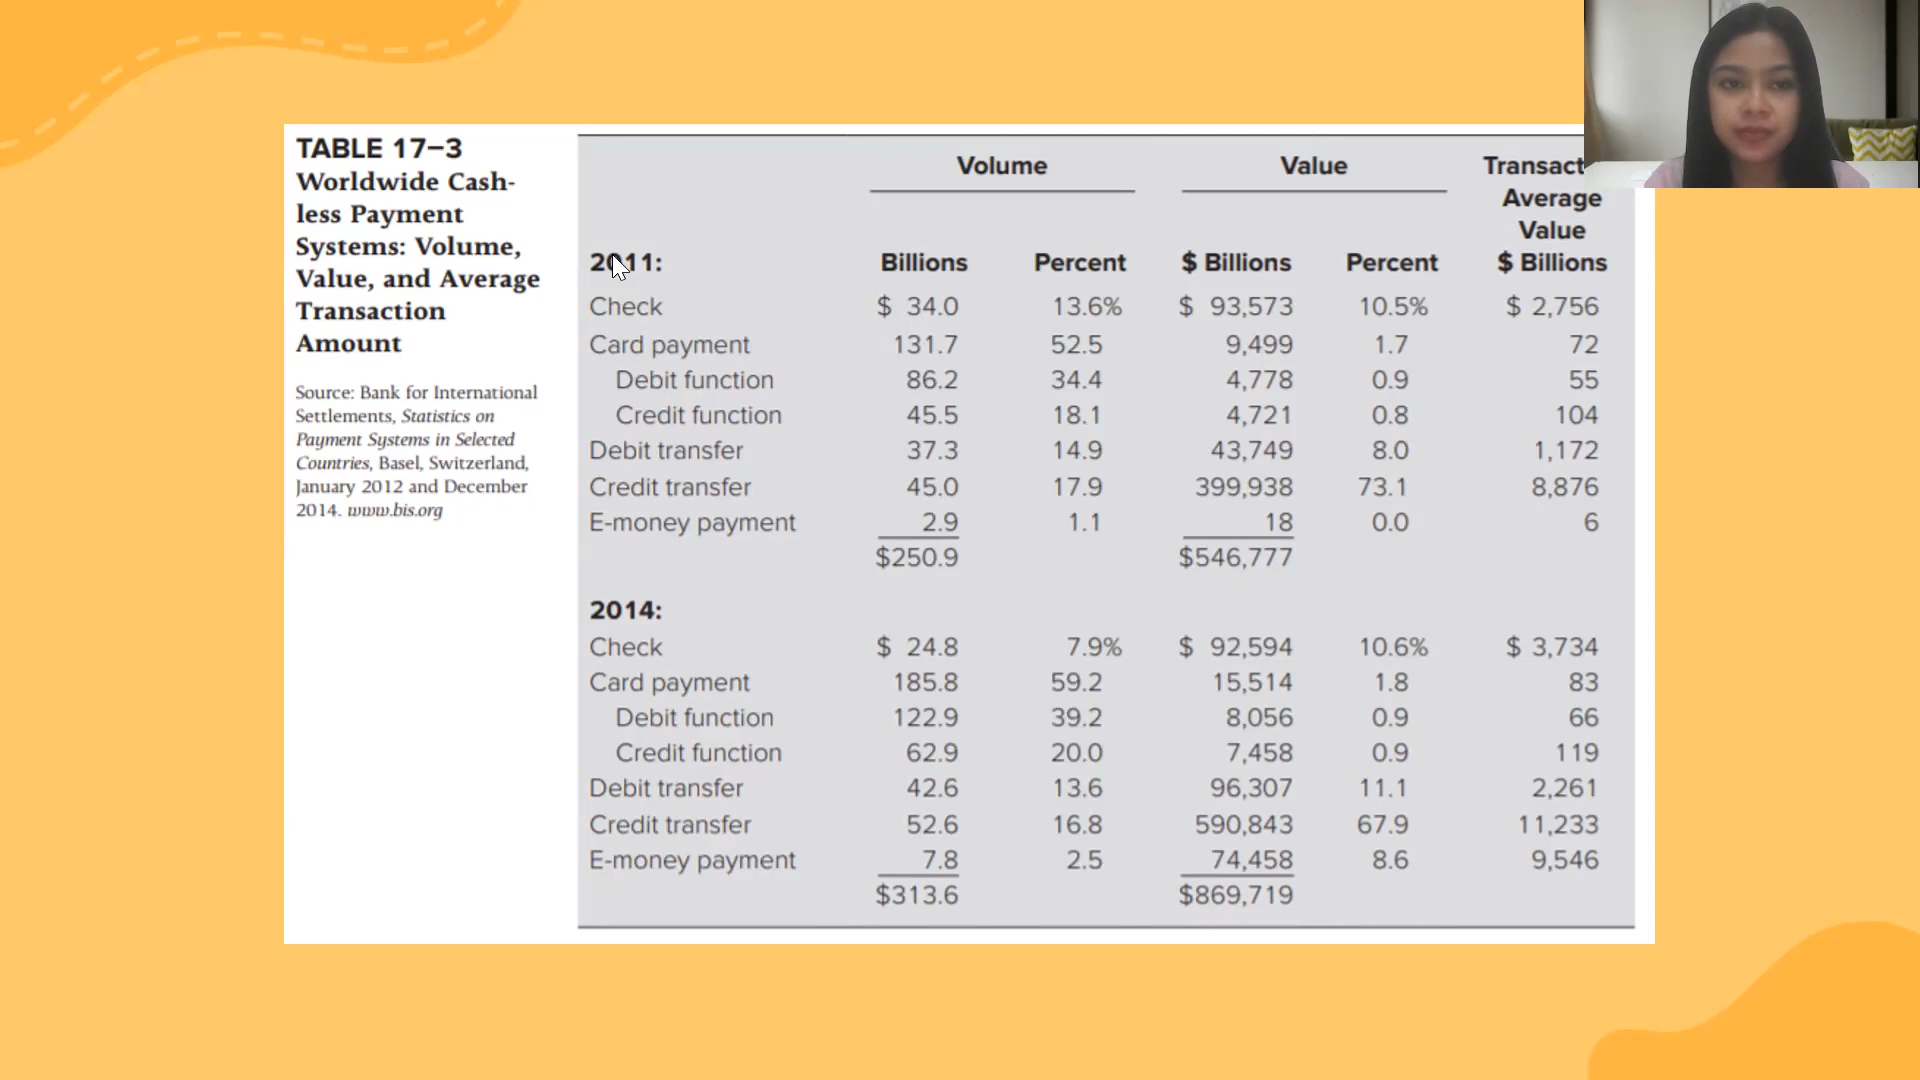 TABLE 17–3
Worldwide Cash-
less Payment
Systems: Volume,
Value, and Average
Transaction
Amount
Source: Bank for International
Settlements, Statistics on
Payment Systems in Selected
Countries, Basel, Switzerland,
January 2012 and December
2014. www.bis.org
Volume Value Transact
Average
Value
2011: Billions Percent $ Billions Percent $ Billions
Check $ 34.0 13.6% $ 93,573 10.5% $ 2,756
Card payment 131.7 52.5 9,499 1.7 72
Debit function 86.2 34.4 4,778 0.9 55
Credit function 45.5 18.1 4,721 0.8 104
Debit transfer 37.3 14.9 43,749 8.0 1,172
Credit transfer 45.0 17.9 399,938 73.1 8,876
E-money payment 2.9 1.1 18 0.0 6
$250.9 $546,777
2014:
Check $ 24.8 7.9% $ 92,594 10.6% $ 3,734
Card payment 185.8 59.2 15,514 1.8 83
Debit function 122.9 39.2 8,056 0.9 66
Credit function 62.9 20.0 7,458 0.9 119
Debit transfer 42.6 13.6 96,307 11.1 2,261
Credit transfer 52.6 16.8 590,843 67.9 11,233
E-money payment 7.8 2.5 74,458 8.6 9,546
$313.6 $869,719